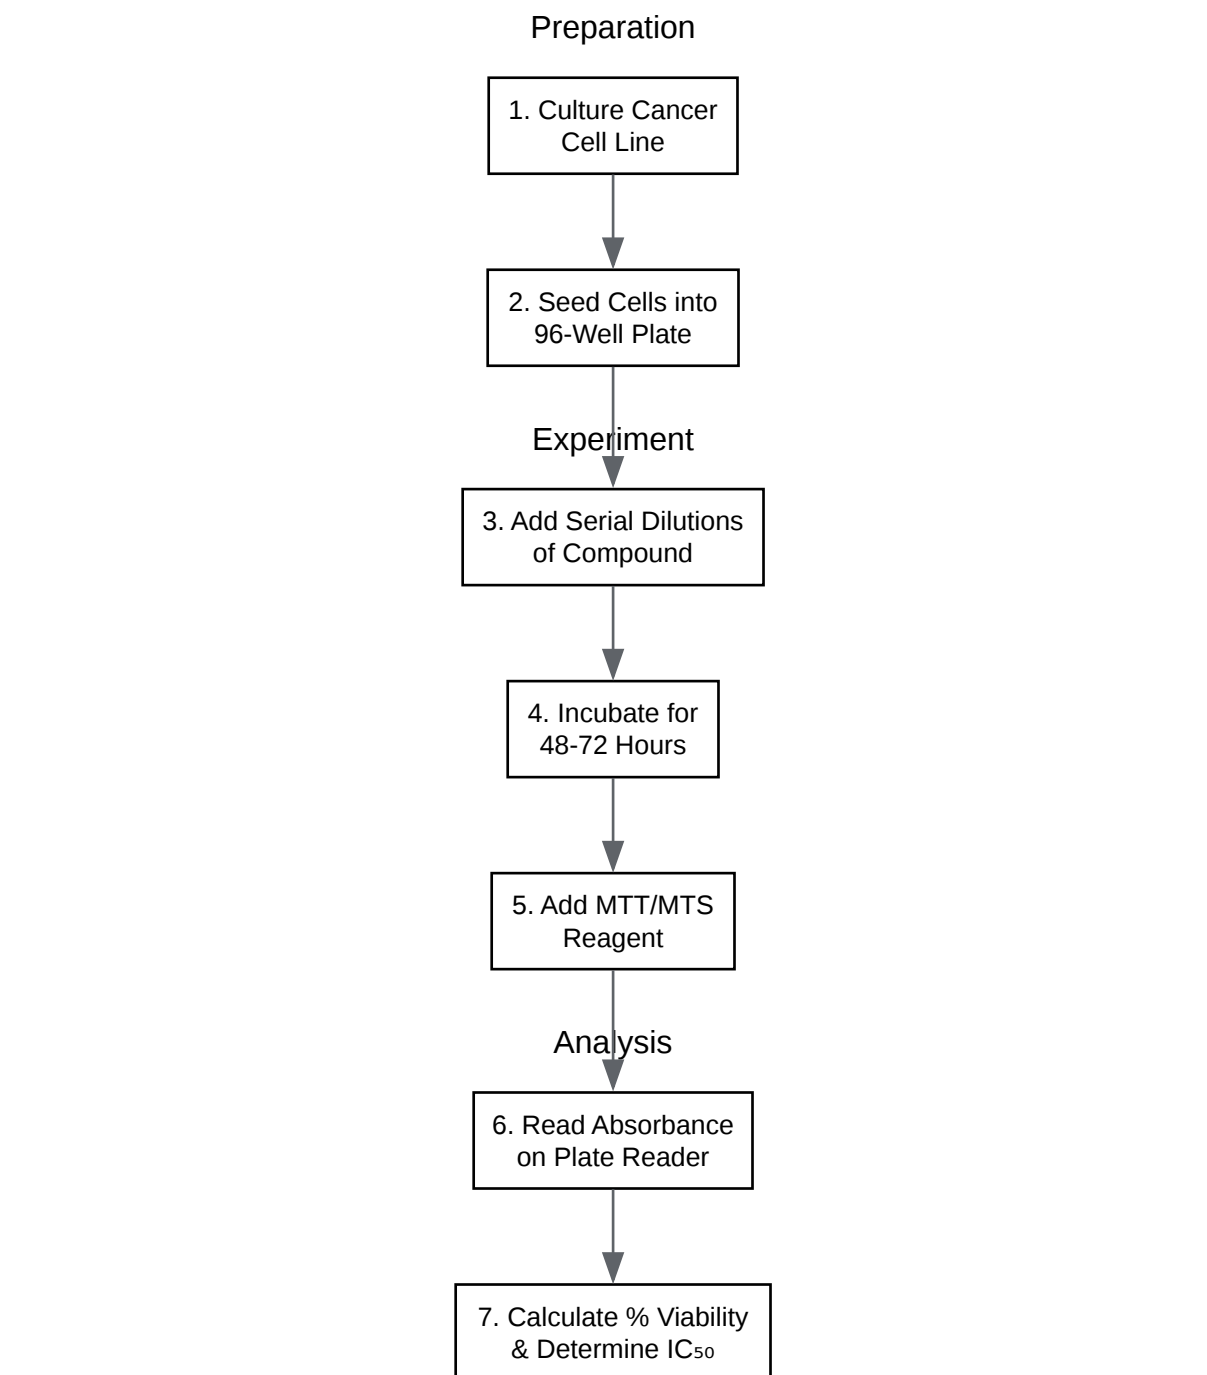 Preparation
1. Culture Cancer
Cell Line
2. Seed Cells into
96-Well Plate
Experiment
3. Add Serial Dilutions
of Compound
4. Incubate for
48-72 Hours
5. Add MTT/MTS
Reagent
Analysis
6. Read Absorbance
on Plate Reader
7. Calculate % Viability
& Determine IC₅₀